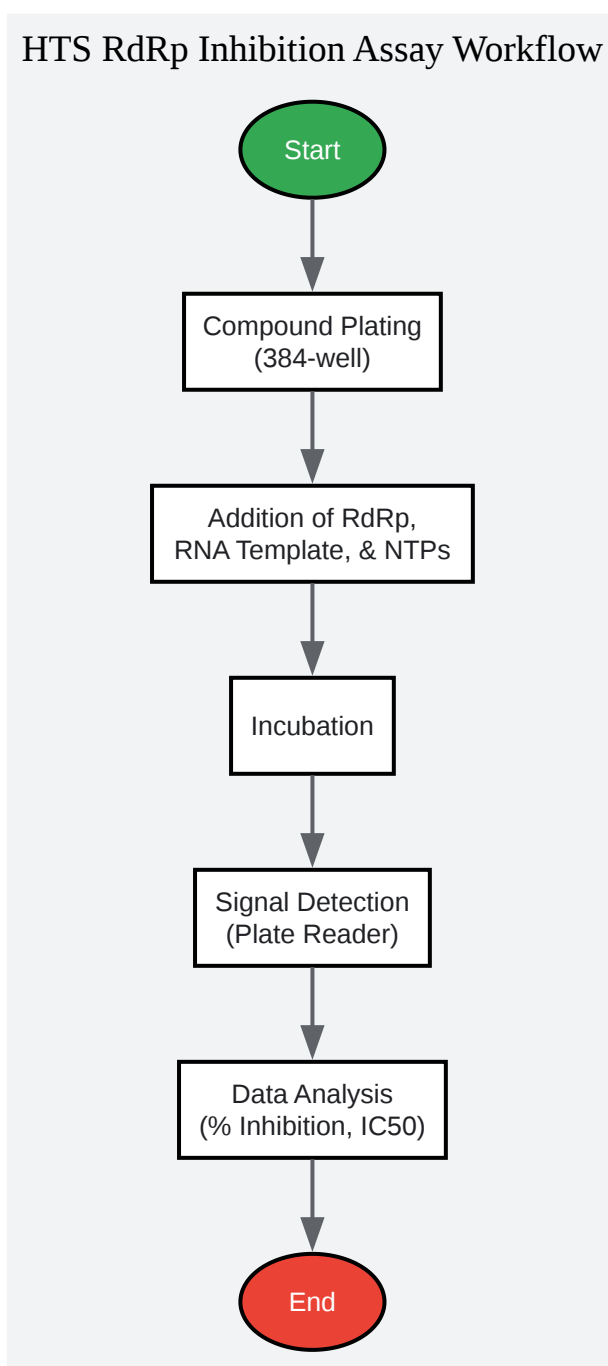 HTS RdRp Inhibition Assay Workflow
Start
Compound Plating
(384-well)
Addition of RdRp,
RNA Template, & NTPs
Incubation
Signal Detection
(Plate Reader)
Data Analysis
(% Inhibition, IC50)
End